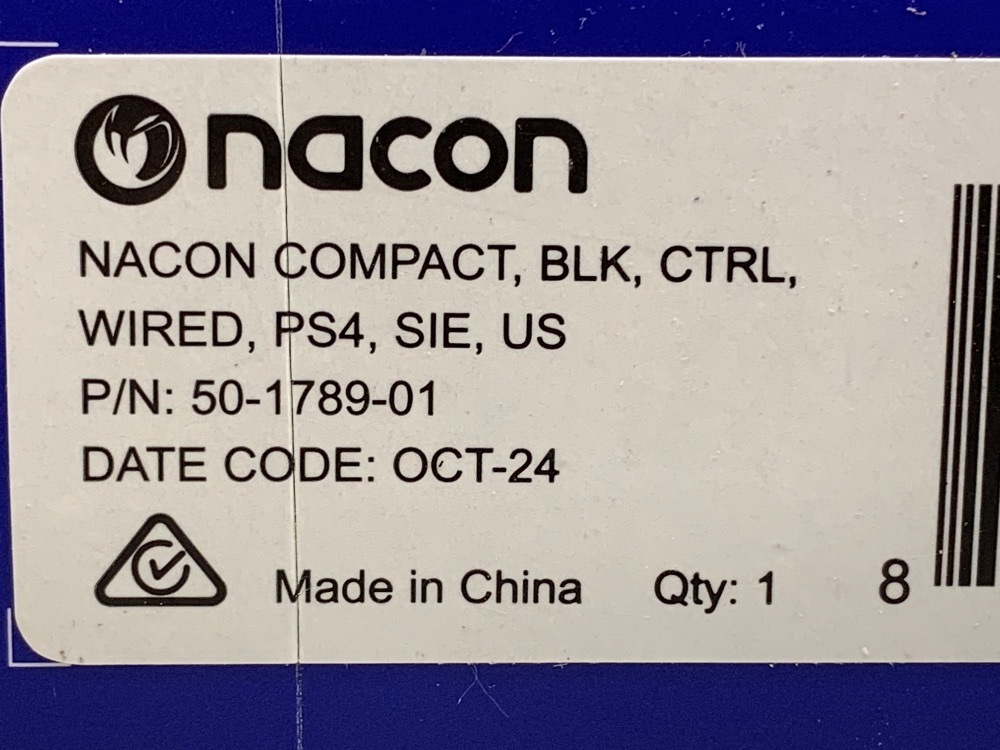 nacon
NACON COMPACT, BLK, CTRL,
WIRED, PS4, SIE, US
P/N: 50-1789-01
DATE CODE: OCT-24
Made in China Qty: 1 8